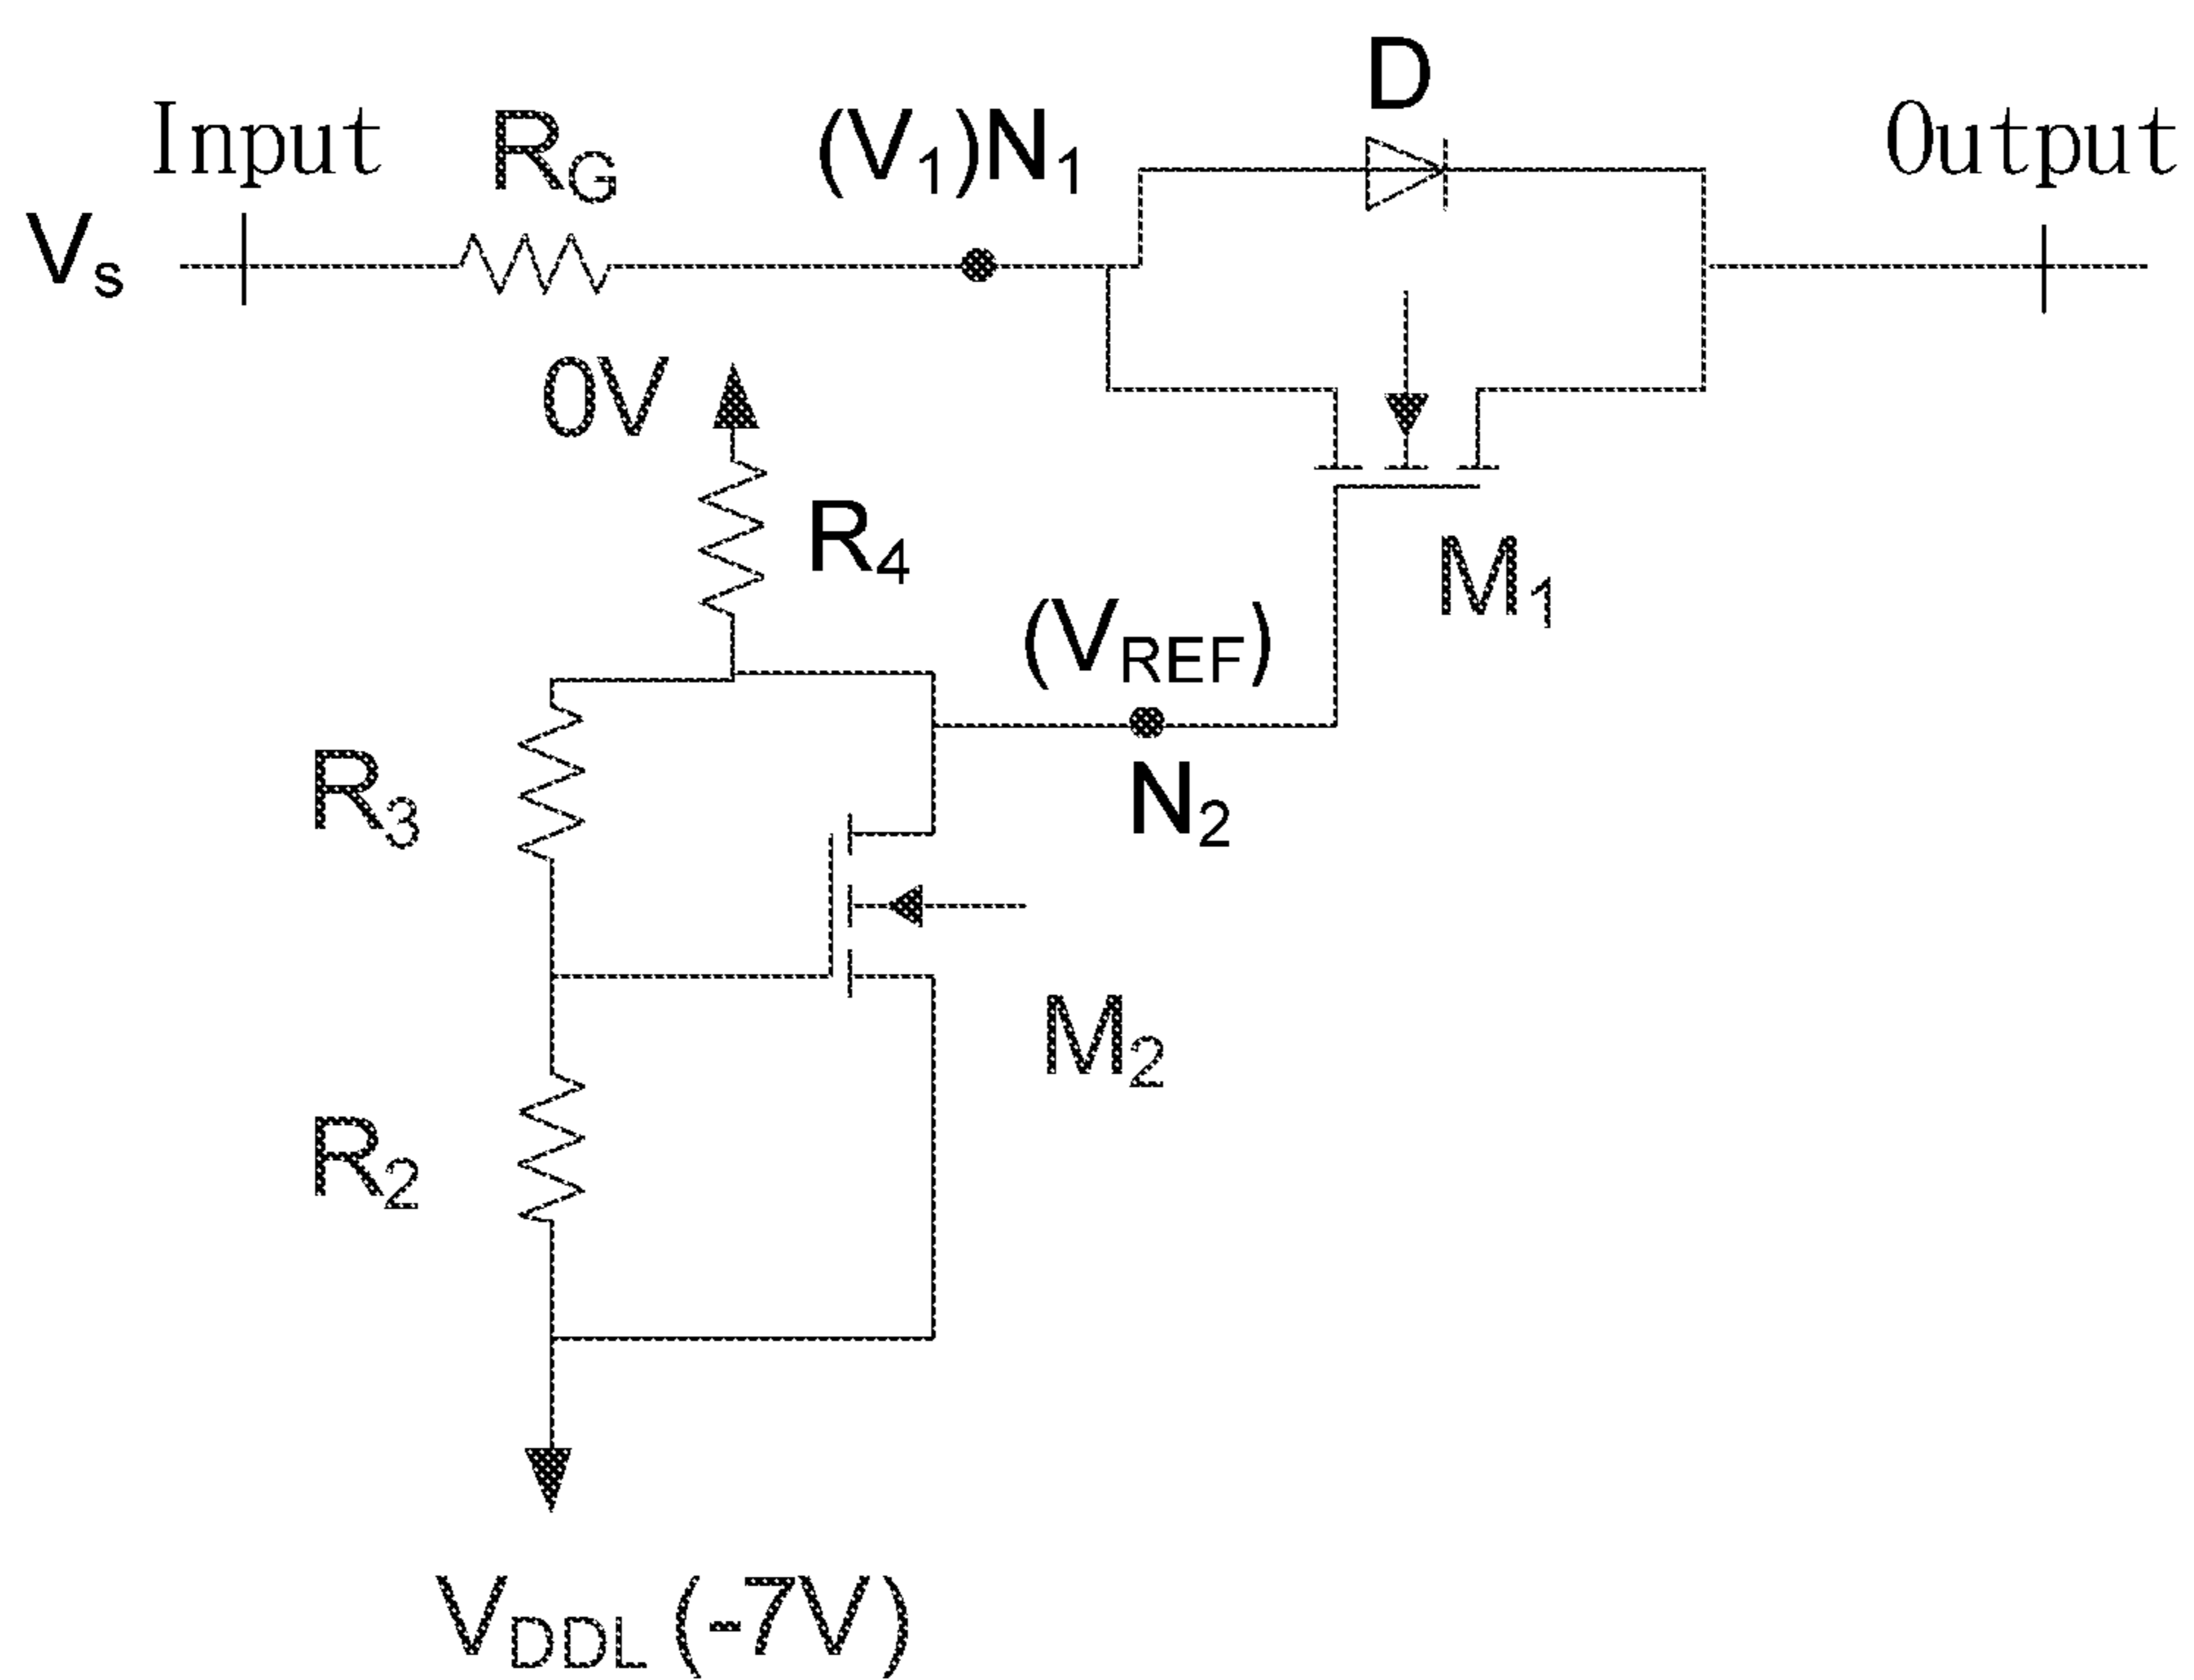 D
Input R_G (V_1)N_1 Output
V_s
0V
R_4
M_1
(V_REF)
R_3
N_2
M_2
R_2
V_DDL (-7V)